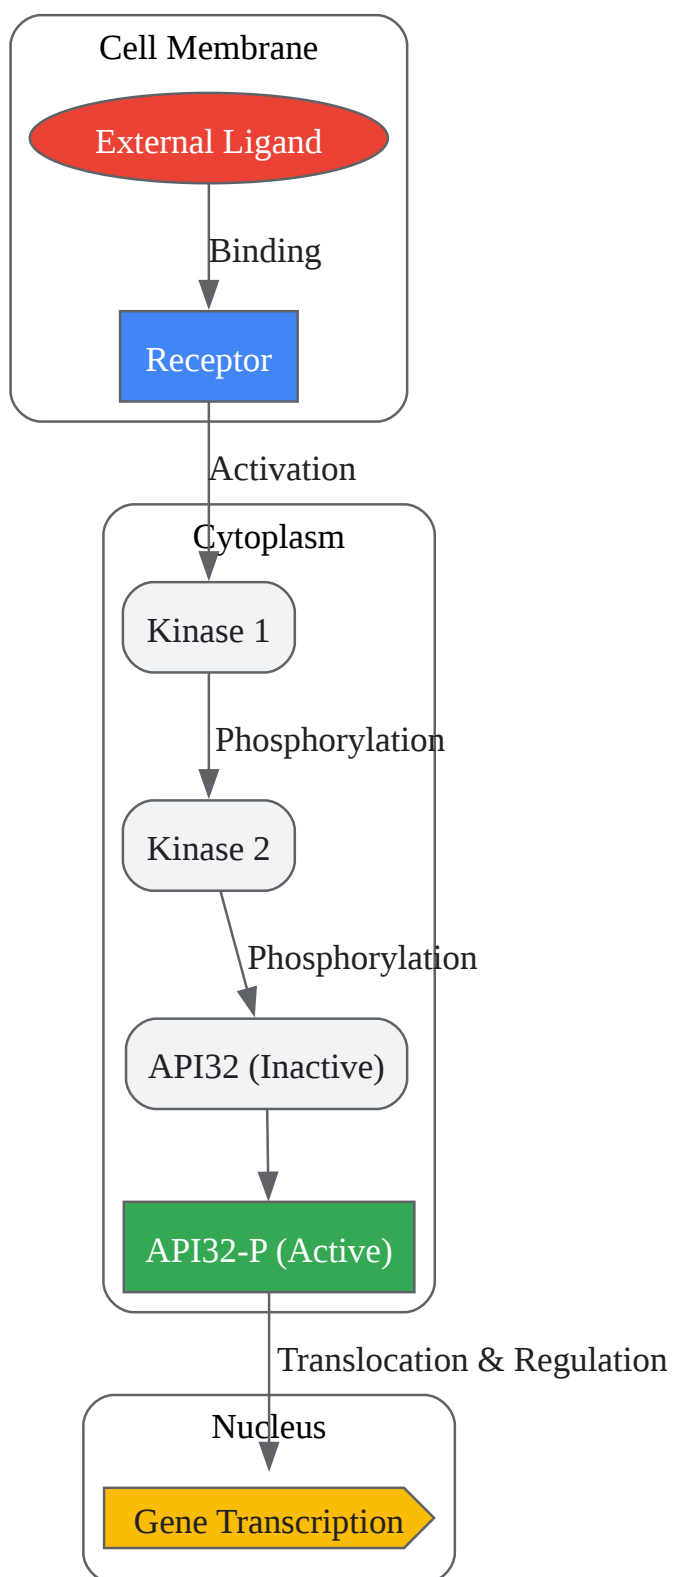 Cell Membrane
External Ligand
Binding
Receptor
Activation
Cytoplasm
Kinase 1
Phosphorylation
Kinase 2
Phosphorylation
API32 (Inactive)
API32-P (Active)
Translocation & Regulation
Nucleus
Gene Transcription